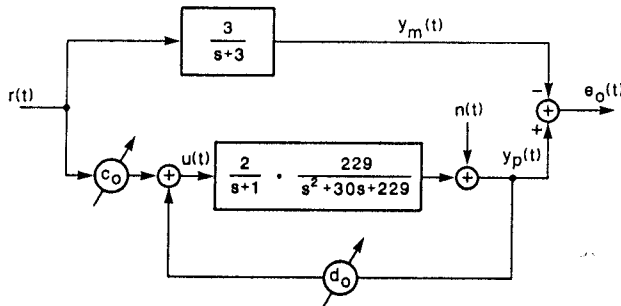 3
s+3
y_m(t)
r(t)
−
e_o(t)
+
+
n(t)
c_o
+
u(t)
2
s+1
·
229
s²+30s+229
+
y_p(t)
d_o